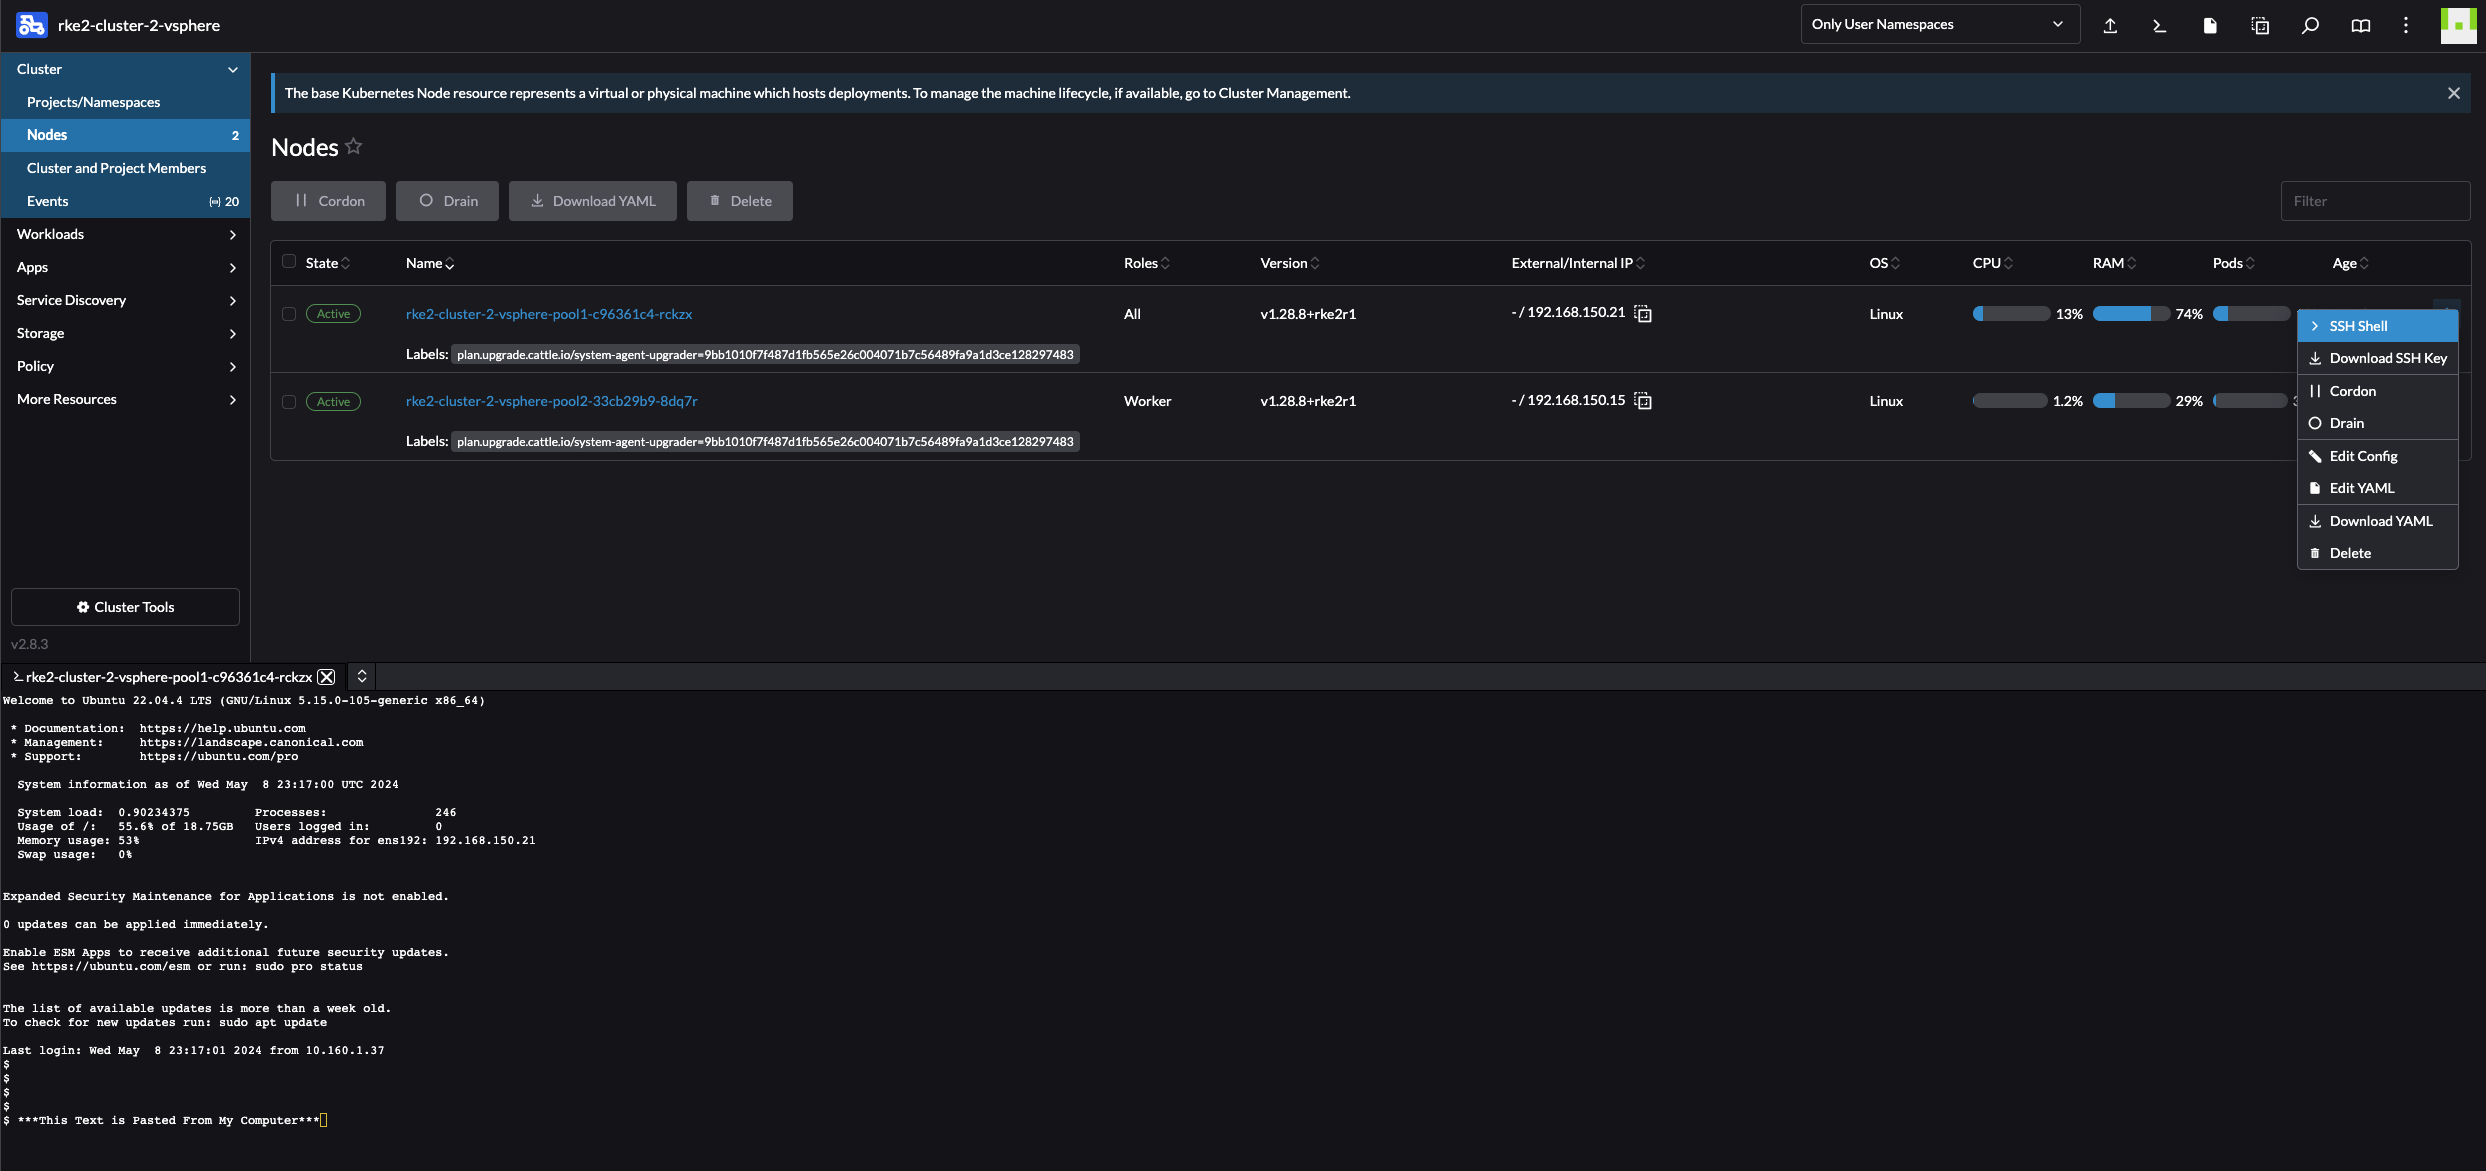 rke2-cluster-2-vsphere
Only User Namespaces
Cluster
Projects/Namespaces
Nodes 2
Cluster and Project Members
Events 20
Workloads
Apps
Service Discovery
Storage
Policy
More Resources
Cluster Tools
v2.8.3
The base Kubernetes Node resource represents a virtual or physical machine which hosts deployments. To manage the machine lifecycle, if available, go to Cluster Management.
Nodes
Cordon Drain Download YAML Delete Filter
State Name Roles Version External/Internal IP OS CPU RAM Pods Age
Active rke2-cluster-2-vsphere-pool1-c96361c4-rckzx All v1.28.8+rke2r1 - / 192.168.150.21 Linux 13% 74%
Labels: plan.upgrade.cattle.io/system-agent-upgrader=9bb1010f7f487d1fb565e26c004071b7c56489fa9a1d3ce128297483
Active rke2-cluster-2-vsphere-pool2-33cb29b9-8dq7r Worker v1.28.8+rke2r1 - / 192.168.150.15 Linux 1.2% 29%
Labels: plan.upgrade.cattle.io/system-agent-upgrader=9bb1010f7f487d1fb565e26c004071b7c56489fa9a1d3ce128297483
SSH Shell
Download SSH Key
Cordon
Drain
Edit Config
Edit YAML
Download YAML
Delete
rke2-cluster-2-vsphere-pool1-c96361c4-rckzx
Welcome to Ubuntu 22.04.4 LTS (GNU/Linux 5.15.0-105-generic x86_64)
* Documentation: https://help.ubuntu.com
* Management: https://landscape.canonical.com
* Support: https://ubuntu.com/pro
System information as of Wed May 8 23:17:00 UTC 2024
System load: 0.90234375 Processes: 246
Usage of /: 55.6% of 18.75GB Users logged in: 0
Memory usage: 53% IPv4 address for ens192: 192.168.150.21
Swap usage: 0%
Expanded Security Maintenance for Applications is not enabled.
0 updates can be applied immediately.
Enable ESM Apps to receive additional future security updates.
See https://ubuntu.com/esm or run: sudo pro status
The list of available updates is more than a week old.
To check for new updates run: sudo apt update
Last login: Wed May 8 23:17:01 2024 from 10.160.1.37
$
$
$
$
$ ***This Text is Pasted From My Computer***